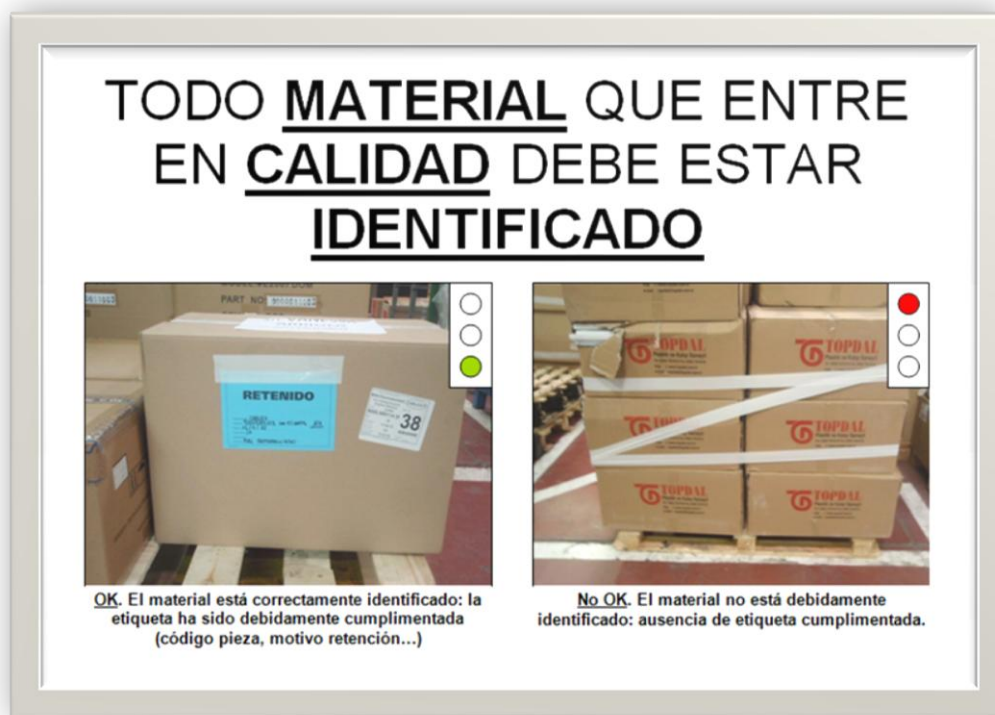 TODO MATERIAL QUE ENTRE
EN CALIDAD DEBE ESTAR
IDENTIFICADO
PART NO:
RETENIDO
38
TOPDAL
TOPDAL
TOPDAL
TOPDAL
TOPDAL
TOPDAL
OK. El material está correctamente identificado: la
etiqueta ha sido debidamente cumplimentada
(código pieza, motivo retención...)
No OK. El material no está debidamente
identificado: ausencia de etiqueta cumplimentada.